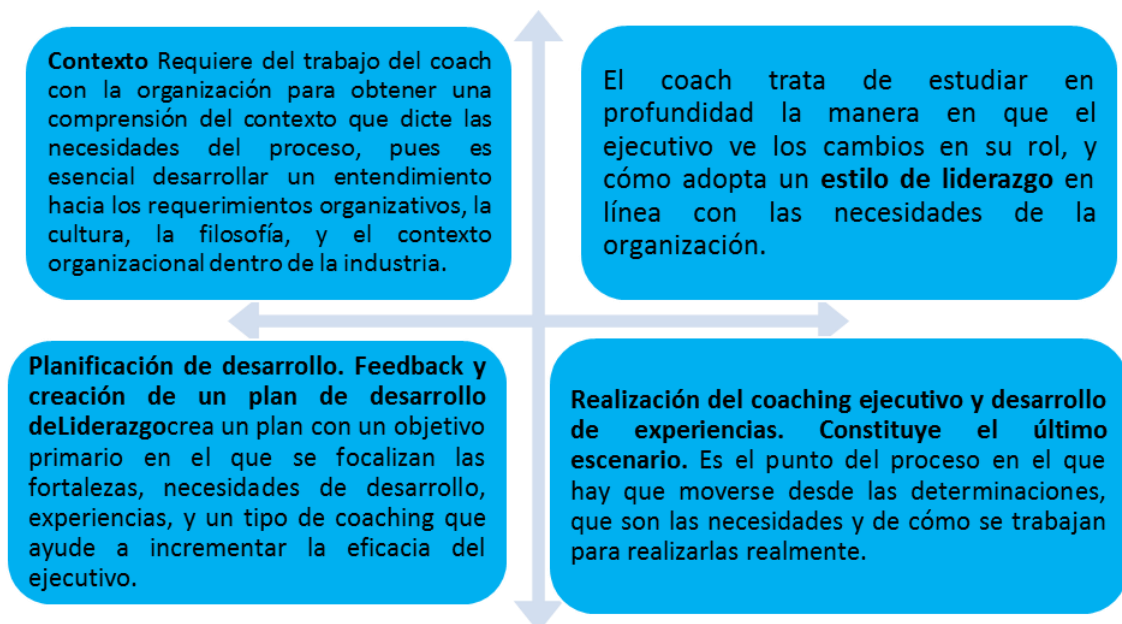 Contexto Requiere del trabajo del coach
con la organización para obtener una
comprensión del contexto que dicte las
necesidades del proceso, pues es
esencial desarrollar un entendimiento
hacia los requerimientos organizativos, la
cultura, la filosofía, y el contexto
organizacional dentro de la industria.
El coach trata de estudiar en
profundidad la manera en que el
ejecutivo ve los cambios en su rol, y
cómo adopta un estilo de liderazgo en
línea con las necesidades de la
organización.
Planificación de desarrollo. Feedback y
creación de un plan de desarrollo
deLiderazgocrea un plan con un objetivo
primario en el que se focalizan las
fortalezas, necesidades de desarrollo,
experiencias, y un tipo de coaching que
ayude a incrementar la eficacia del
ejecutivo.
Realización del coaching ejecutivo y desarrollo
de experiencias. Constituye el último
escenario. Es el punto del proceso en el que
hay que moverse desde las determinaciones,
que son las necesidades y de cómo se trabajan
para realizarlas realmente.